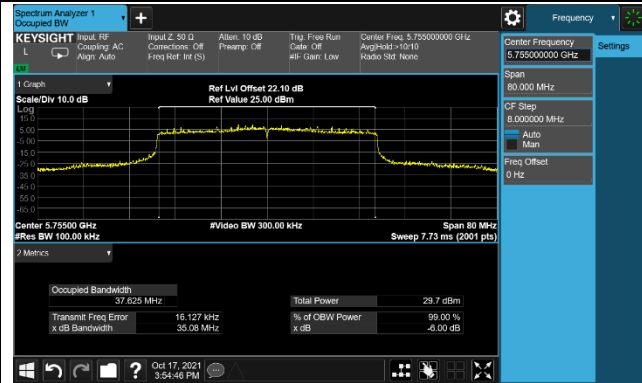 Spectrum Analyzer 1
Occupied BW
Frequency
KEYSIGHT
L
Input: RF
Coupling: AC
Align: Auto
Input Z: 50 Ω
Corrections: Off
Freq Ref: Int (S)
Atten: 10 dB
Preamp: Off
Trig: Free Run
Gate: Off
#IF Gain: Low
Center Freq: 5.755000000 GHz
Avg|Hold:>10/10
Radio Std: None
1 Graph
Scale/Div 10.0 dB
Ref Lvl Offset 22.10 dB
Ref Value 25.00 dBm
Log
15.0
5.00
-5.00
-15.0
-25.0
-35.0
-45.0
-55.0
-65.0
Center 5.75500 GHz
#Video BW 300.00 kHz
Span 80 MHz
#Res BW 100.00 kHz
Sweep 7.73 ms (2001 pts)
2 Metrics
Occupied Bandwidth
37.625 MHz
Total Power
29.7 dBm
Transmit Freq Error
16.127 kHz
% of OBW Power
99.00 %
x dB Bandwidth
35.08 MHz
x dB
-6.00 dB
Center Frequency
5.755000000 GHz
Settings
Span
80.000 MHz
CF Step
8.000000 MHz
Auto
Man
Freq Offset
0 Hz
Oct 17, 2021
3:54:46 PM